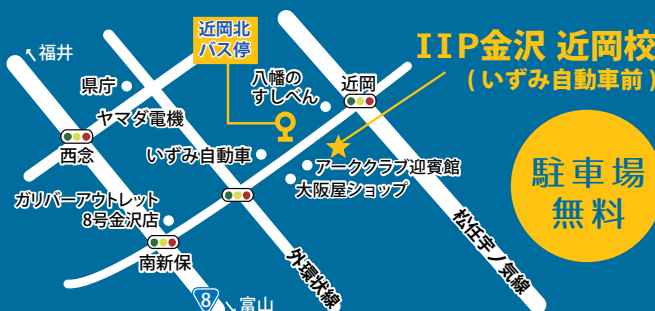 近岡北
バス停
IIP金沢 近岡校
(いずみ自動車前)
福井
県庁
八幡の
すしべん
近岡
ヤマダ電機
西念
いずみ自動車
アーククラブ迎賓館
大阪屋ショップ
駐車場
無料
ガリバーアウトレット
8号金沢店
南新保
外環状線
松任宇ノ気線
8
富山